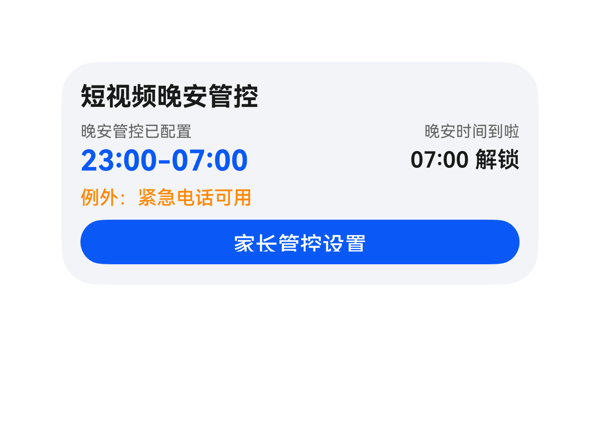 短视频晚安管控
晚安管控已配置
晚安时间到啦
23:00-07:00
07:00 解锁
例外：紧急电话可用
家长管控设置